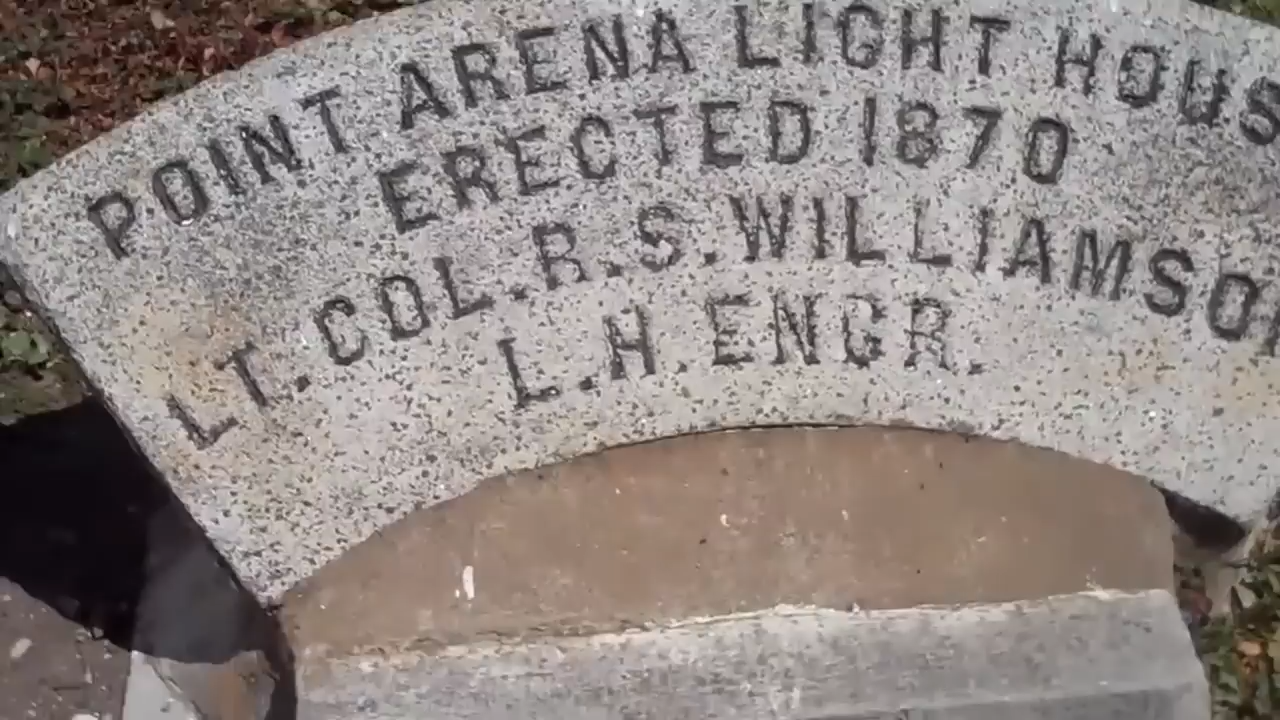 POINT ARENA LIGHT HOUS
ERECTED 1870
LT. COL. R. S. WILLIAMSO
L. H. ENGR.